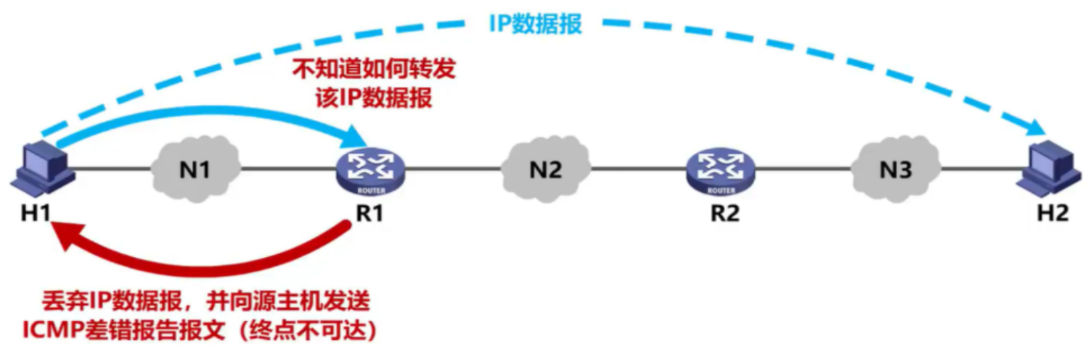 IP数据报
不知道如何转发
该IP数据报
N1
N2
N3
ROUTER
ROUTER
H1
R1
R2
H2
丢弃IP数据报，并向源主机发送
ICMP差错报告报文（终点不可达）